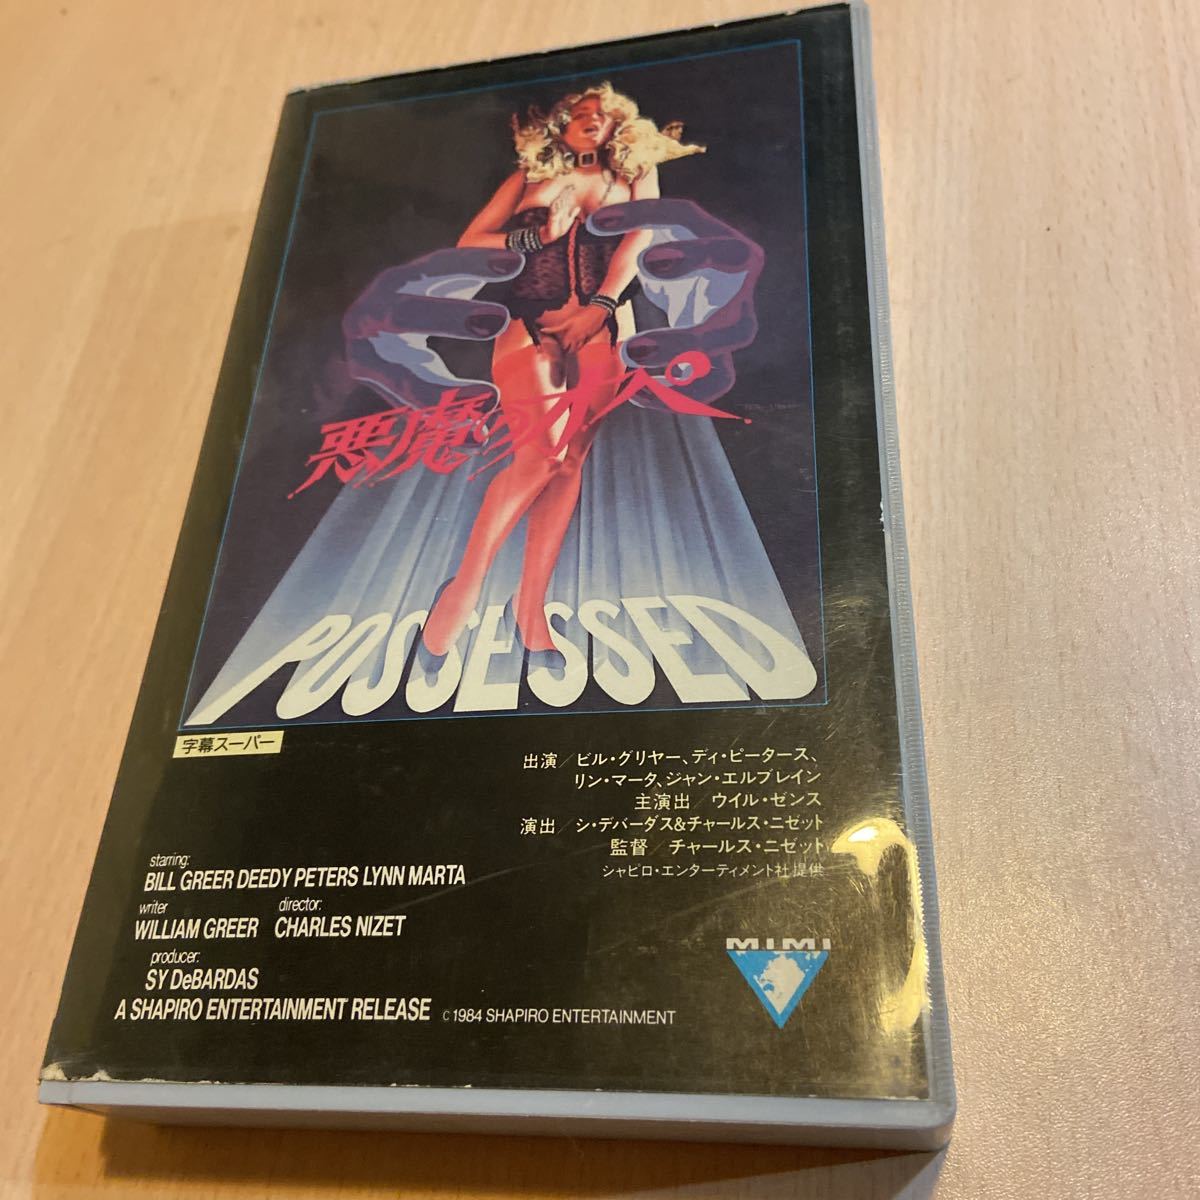 悪魔のオペ
POSSESSED
字幕スーパー
出演/ビル・グリヤー、ディ・ピータース、
リン・マータ、ジャン・エルブレイン
主演出/ウイル・ゼンス
演出/シ・デバーダス&チャールス・ニゼット
監督/チャールス・ニゼット
シャピロ・エンターティメント社提供
starring:
BILL GREER DEEDY PETERS LYNN MARTA
writer director:
WILLIAM GREER CHARLES NIZET
producer:
SY DeBARDAS
A SHAPIRO ENTERTAINMENT RELEASE © 1984 SHAPIRO ENTERTAINMENT
MIMI